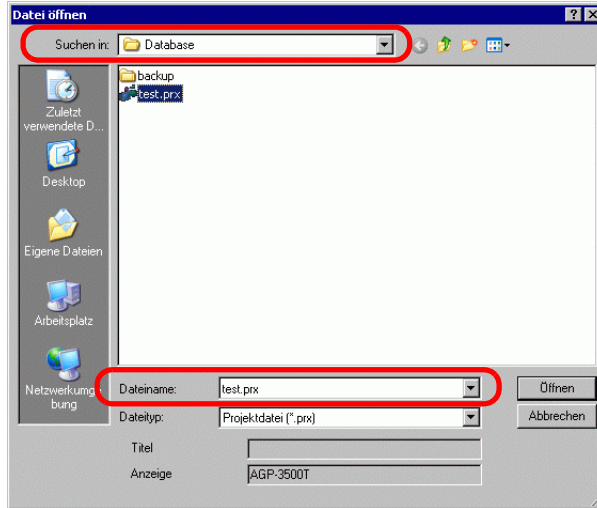 Datei öffnen
Suchen in: Database
backup
test.prx
Zuletzt
verwendete D...
Desktop
Eigene Dateien
Arbeitsplatz
Netzwerkumge
bung
Dateiname: test.prx Öffnen
Dateityp: Projektdatei (*.prx) Abbrechen
Titel
Anzeige AGP-3500T